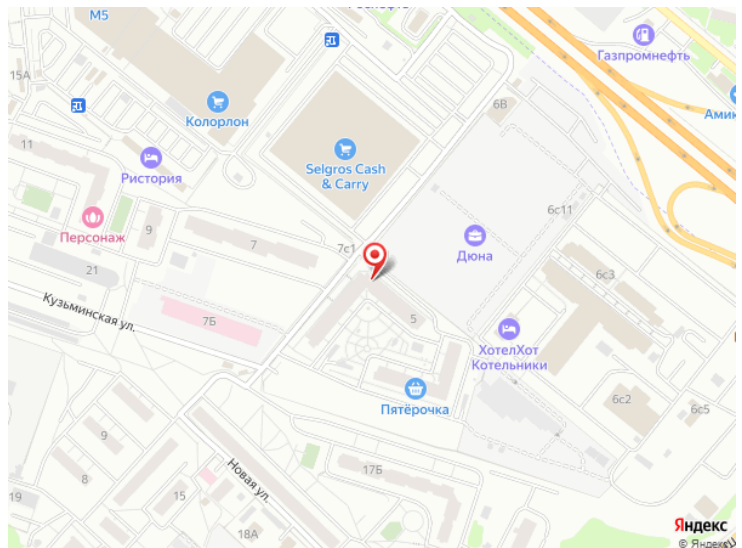 М5
15А
Газпромнефть
Колорлон
6В
11
Selgros Cash
& Carry
Ристория
Персонаж
9
7
7с1
6с11
Дюна
21
6с3
Кузьминская ул.
7Б
5
ХотелХот
Котельники
Пятёрочка
6с2
6с5
9
8
Новая ул.
17Б
19
15
18А
Яндекс